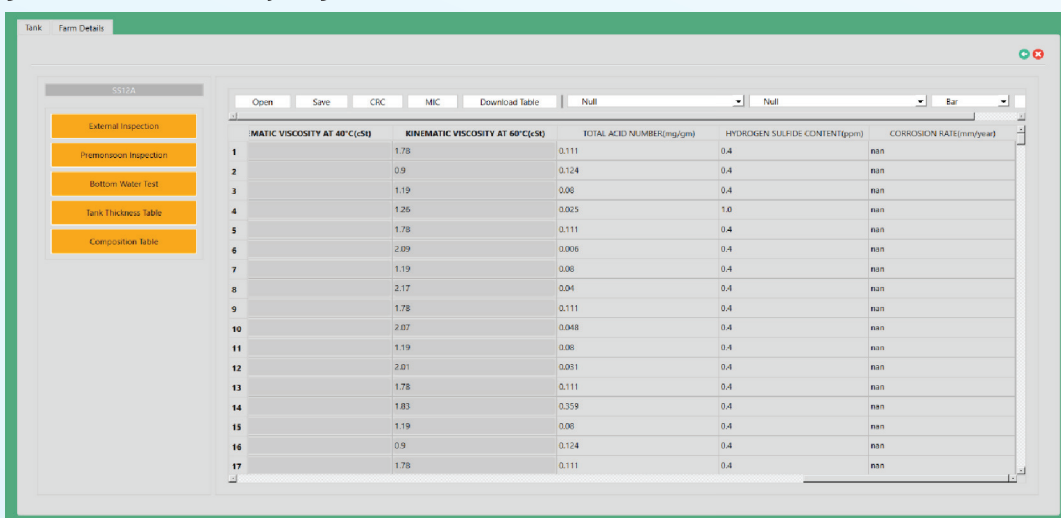 Tank Farm Details
SS12A
External Inspection
Premonsoon Inspection
Bottom Water Test
Tank Thickness Table
Composition Table
Open Save CRC MIC Download Table Null Null Bar
MATIC VISCOSITY AT 40°C(cSt) KINEMATIC VISCOSITY AT 60°C(cSt) TOTAL ACID NUMBER(mg/gm) HYDROGEN SULFIDE CONTENT(ppm) CORROSION RATE(mm/year)
1 1.78 0.111 0.4 nan
2 0.9 0.124 0.4 nan
3 1.19 0.08 0.4 nan
4 1.26 0.025 1.0 nan
5 1.78 0.111 0.4 nan
6 2.09 0.006 0.4 nan
7 1.19 0.08 0.4 nan
8 2.17 0.04 0.4 nan
9 1.78 0.111 0.4 nan
10 2.07 0.048 0.4 nan
11 1.19 0.08 0.4 nan
12 2.01 0.031 0.4 nan
13 1.78 0.111 0.4 nan
14 1.83 0.359 0.4 nan
15 1.19 0.08 0.4 nan
16 0.9 0.124 0.4 nan
17 1.78 0.111 0.4 nan